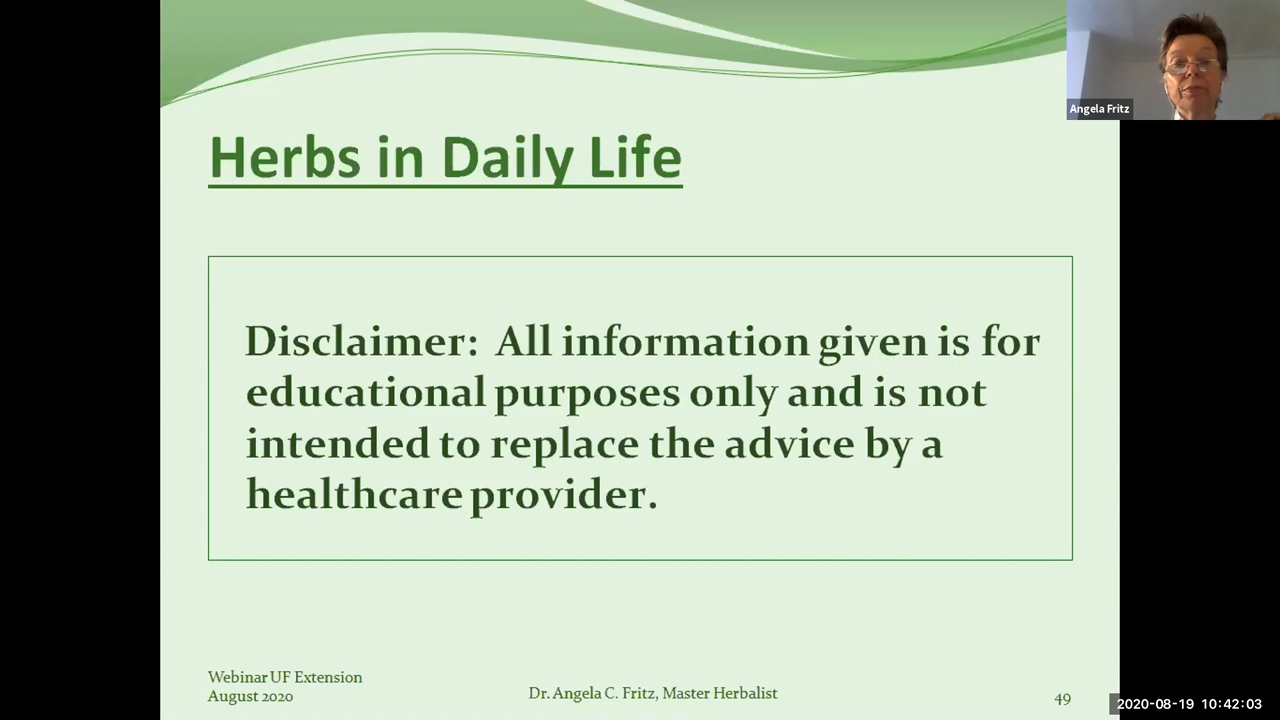 Angela Fritz
Herbs in Daily Life
Disclaimer:  All information given is for
educational purposes only and is not
intended to replace the advice by a
healthcare provider.
Webinar UF Extension
August 2020
Dr. Angela C. Fritz, Master Herbalist
49
2020-08-19 10:42:03